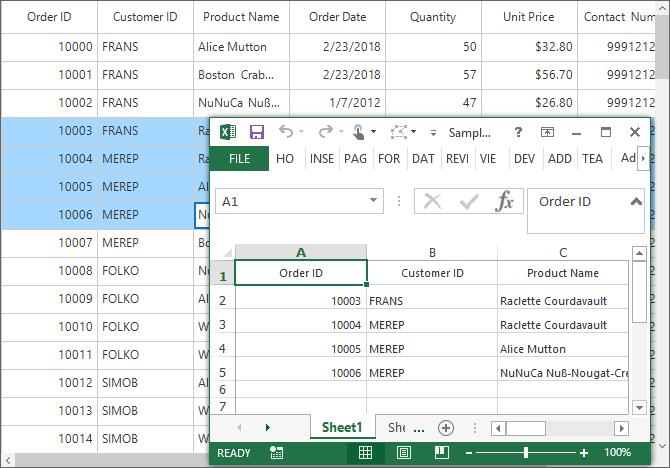 Order ID Customer ID Product Name Order Date Quantity Unit Price Contact Num
10000 FRANS Alice Mutton 2/23/2018 50 $32.80 9991212
10001 FRANS Boston Crab... 2/23/2018 57 $56.70 9991212
10002 FRANS NuNuCa Nuß... 1/7/2012 47 $26.80 9991212
10003 FRANS Ra
10004 MEREP Ra
10005 MEREP Al
10006 MEREP Nu
10007 MEREP Bo
10008 FOLKO Nu
10009 FOLKO Al
10010 FOLKO W
10011 FOLKO W
10012 SIMOB Al
10013 SIMOB W
10014 SIMOB W
Sampl... ?
FILE HO INSE PAG FOR DAT REVI VIE DEV ADD TEA Ad
A1 fx Order ID
A B C
1 Order ID Customer ID Product Name
2 10003 FRANS Raclette Courdavault
3 10004 MEREP Raclette Courdavault
4 10005 MEREP Alice Mutton
5 10006 MEREP NuNuCa Nuß-Nougat-Cre
6
7
Sheet1 She ...
READY 100%